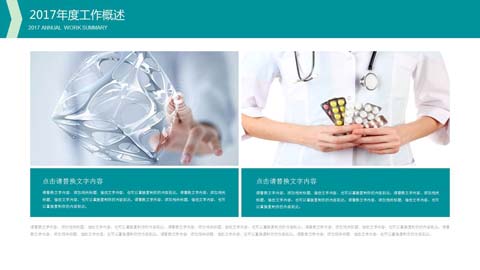 2017年度工作概述
2017 ANNUAL WORK SUMMARY
点击请替换文字内容
请替换文字内容，添加相关标题，修改文字内容，也可以直接复制你的内容到此。请替换文字内容，添加相关
标题，修改文字内容，也可以直接复制你的内容到此。请替换文字内容，添加相关标题，修改文字内容，也可
以直接复制你的内容到此。
点击请替换文字内容
请替换文字内容，添加相关标题，修改文字内容，也可以直接复制你的内容到此。请替换文字内容，添加相关
标题，修改文字内容，也可以直接复制你的内容到此。请替换文字内容，添加相关标题，修改文字内容，也可
以直接复制你的内容到此。